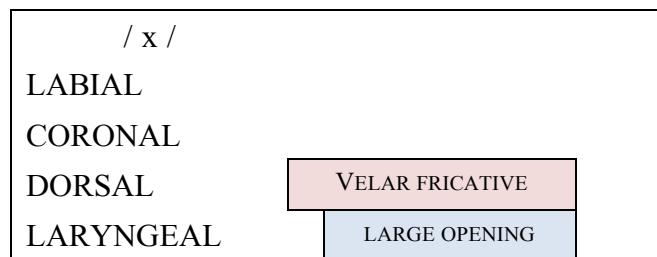 / x /
LABIAL
CORONAL
DORSAL VELAR FRICATIVE
LARYNGEAL LARGE OPENING